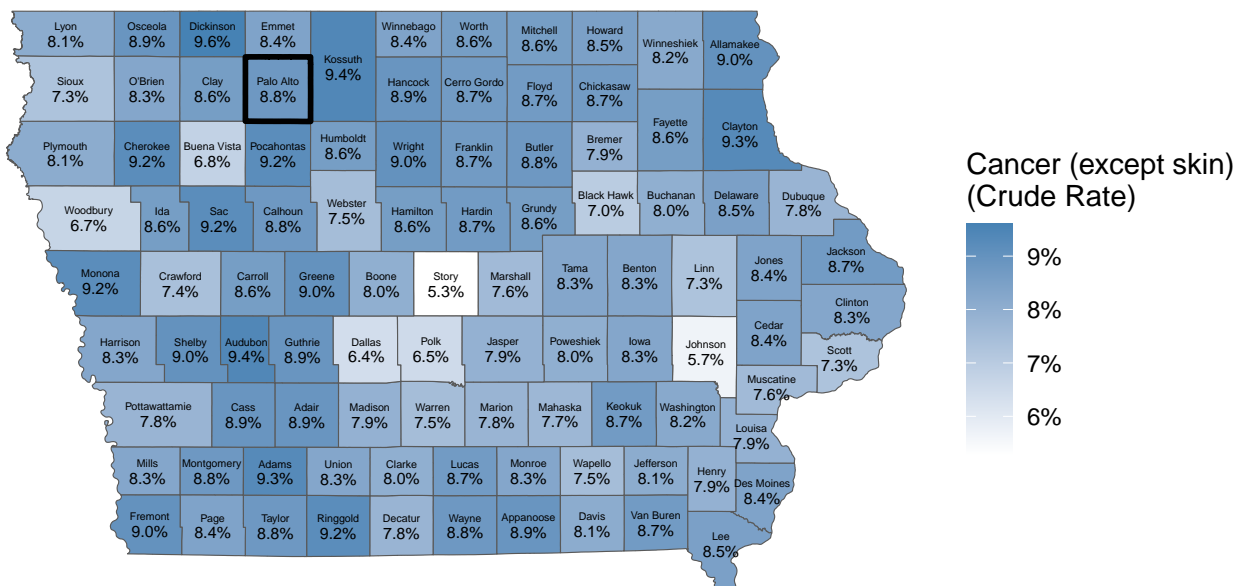 Lyon
8.1%
Osceola
8.9%
Dickinson
9.6%
Emmet
8.4%
Kossuth
9.4%
Winnebago
8.4%
Worth
8.6%
Mitchell
8.6%
Howard
8.5%
Winneshiek
8.2%
Allamakee
9.0%
Sioux
7.3%
O'Brien
8.3%
Clay
8.6%
Palo Alto
8.8%
Hancock
8.9%
Cerro Gordo
8.7%
Floyd
8.7%
Chickasaw
8.7%
Fayette
8.6%
Clayton
9.3%
Plymouth
8.1%
Cherokee
9.2%
Buena Vista
6.8%
Pocahontas
9.2%
Humboldt
8.6%
Wright
9.0%
Franklin
8.7%
Butler
8.8%
Bremer
7.9%
Woodbury
6.7%
Ida
8.6%
Sac
9.2%
Calhoun
8.8%
Webster
7.5%
Hamilton
8.6%
Hardin
8.7%
Grundy
8.6%
Black Hawk
7.0%
Buchanan
8.0%
Delaware
8.5%
Dubuque
7.8%
Monona
9.2%
Crawford
7.4%
Carroll
8.6%
Greene
9.0%
Boone
8.0%
Story
5.3%
Marshall
7.6%
Tama
8.3%
Benton
8.3%
Linn
7.3%
Jones
8.4%
Jackson
8.7%
Clinton
8.3%
Harrison
8.3%
Shelby
9.0%
Audubon
9.4%
Guthrie
8.9%
Dallas
6.4%
Polk
6.5%
Jasper
7.9%
Poweshiek
8.0%
Iowa
8.3%
Johnson
5.7%
Cedar
8.4%
Scott
7.3%
Muscatine
7.6%
Pottawattamie
7.8%
Cass
8.9%
Adair
8.9%
Madison
7.9%
Warren
7.5%
Marion
7.8%
Mahaska
7.7%
Keokuk
8.7%
Washington
8.2%
Louisa
7.9%
Mills
8.3%
Montgomery
8.8%
Adams
9.3%
Union
8.3%
Clarke
8.0%
Lucas
8.7%
Monroe
8.3%
Wapello
7.5%
Jefferson
8.1%
Henry
7.9%
Des Moines
8.4%
Fremont
9.0%
Page
8.4%
Taylor
8.8%
Ringgold
9.2%
Decatur
7.8%
Wayne
8.8%
Appanoose
8.9%
Davis
8.1%
Van Buren
8.7%
Lee
8.5%
Cancer (except skin)
(Crude Rate)
9%
8%
7%
6%